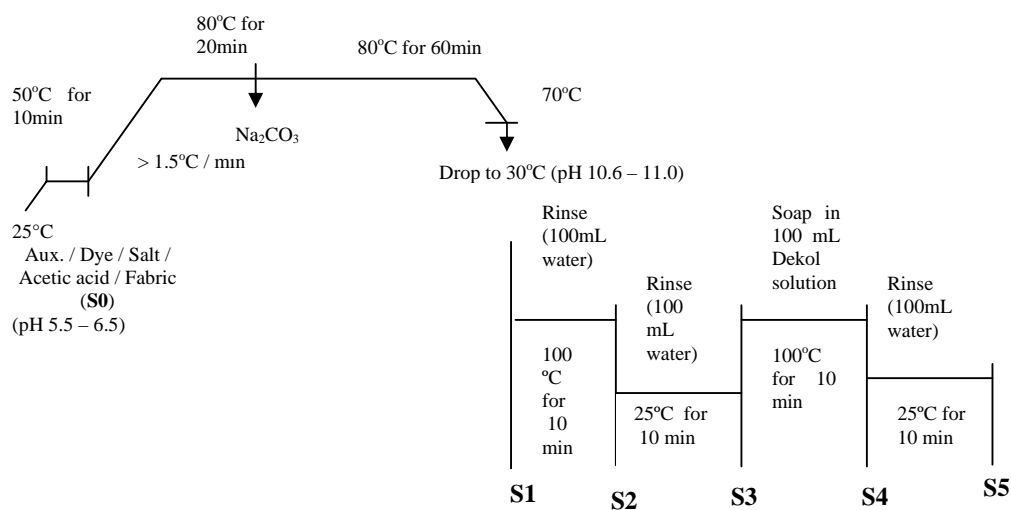 80°C for
20min
80°C for 60min
50°C for
10min
70°C
Na₂CO₃
> 1.5°C / min
Drop to 30°C (pH 10.6 – 11.0)
25°C
Aux. / Dye / Salt /
Acetic acid / Fabric
(S0)
(pH 5.5 – 6.5)
Rinse
(100mL
water)
Rinse
(100
mL
water)
Soap in
100 mL
Dekol
solution
Rinse
(100mL
water)
100
ºC
for
10
min
25ºC for
10 min
100°C
for 10
min
25ºC for
10 min
S1
S2
S3
S4
S5